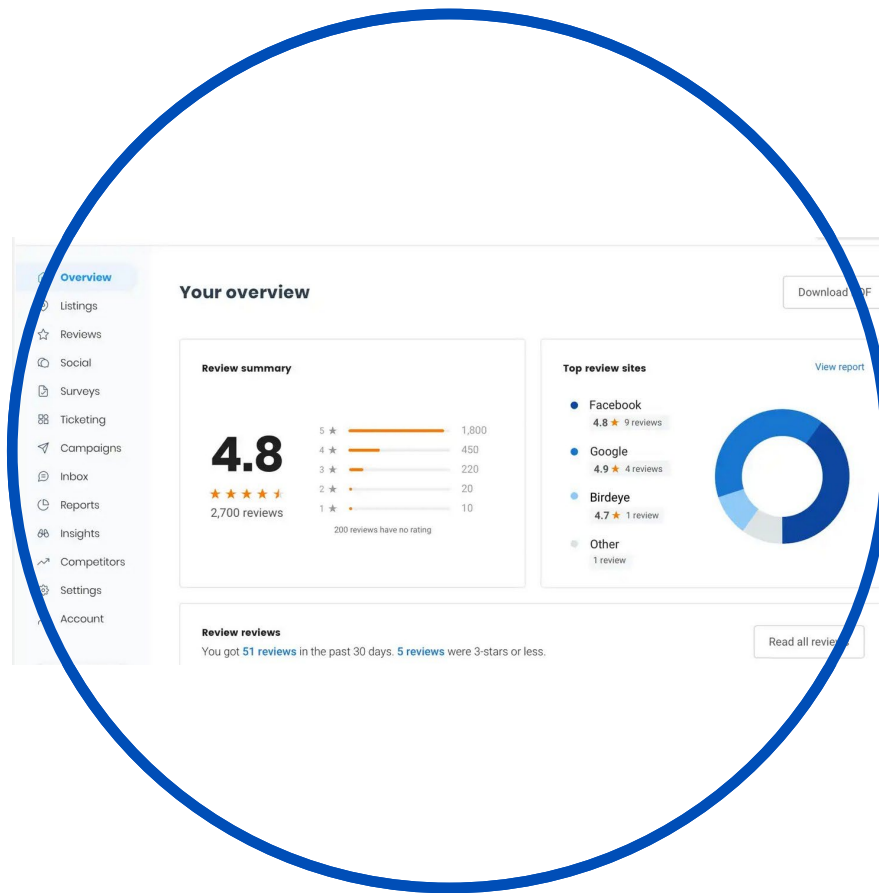 Overview
Listings
Reviews
Social
Surveys
Ticketing
Campaigns
Inbox
Reports
Insights
Competitors
Settings
Account
Your overview
Download
Review summary
4.8
2,700 reviews
5 ★ 1,800
4 ★ 450
3 ★ 220
2 ★ 20
1 ★ 10
200 reviews have no rating
Top review sites
View report
Facebook
4.8 ★ 9 reviews
Google
4.9 ★ 4 reviews
Birdeye
4.7 ★ 1 review
Other
1 review
Review reviews
You got 51 reviews in the past 30 days. 5 reviews were 3-stars or less.
Read all reviews